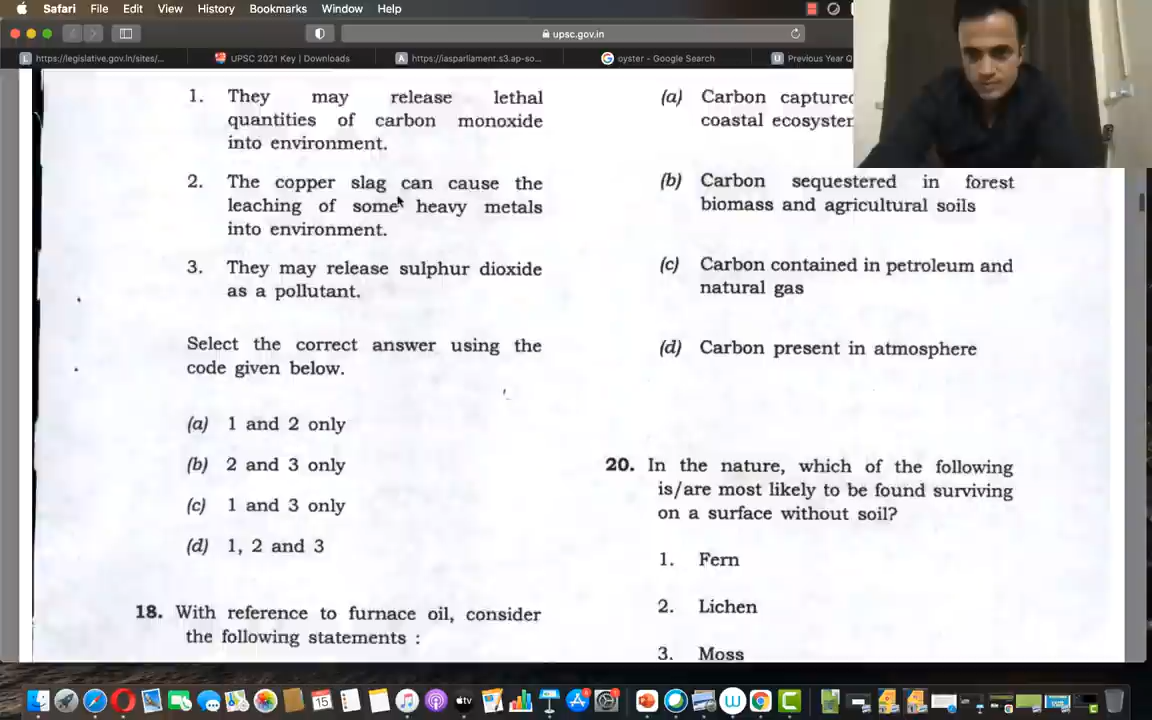 Safari File Edit View History Bookmarks Window Help
upsc.gov.in
https://legislative.gov.in/sites/...
UPSC 2021 Key | Downloads
https://iasparliament.s3.ap-so...
oyster - Google Search
Previous Year Q
1. They may release lethal
quantities of carbon monoxide
into environment.
2. The copper slag can cause the
leaching of some heavy metals
into environment.
3. They may release sulphur dioxide
as a pollutant.
Select the correct answer using the
code given below.
(a) 1 and 2 only
(b) 2 and 3 only
(c) 1 and 3 only
(d) 1, 2 and 3
18. With reference to furnace oil, consider
the following statements :
(a) Carbon captured
coastal ecosyster
(b) Carbon sequestered in forest
biomass and agricultural soils
(c) Carbon contained in petroleum and
natural gas
(d) Carbon present in atmosphere
20. In the nature, which of the following
is/are most likely to be found surviving
on a surface without soil?
1. Fern
2. Lichen
3. Moss
tv
15